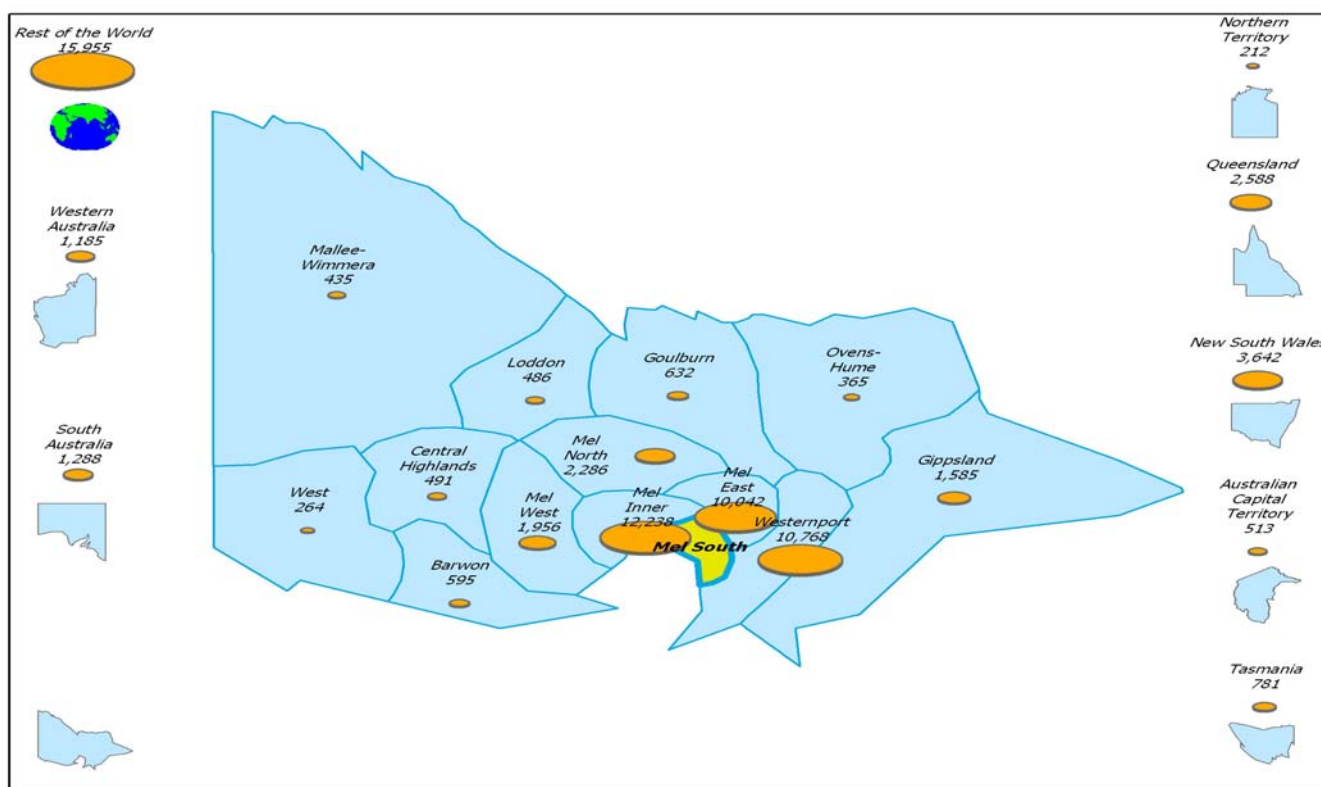 Rest of the World
15,955
Western
Australia
1,185
South
Australia
1,288
Mallee-
Wimmera
435
Loddon
486
Goulburn
632
Ovens-
Hume
365
Central
Highlands
491
Mel
North
2,286
Mel
East
10,042
Gippsland
1,585
West
264
Mel
West
1,956
Mel
Inner
12,238
Westernport
10,768
Mel South
Barwon
595
Northern
Territory
212
Queensland
2,588
New South Wales
3,642
Australian
Capital
Territory
513
Tasmania
781